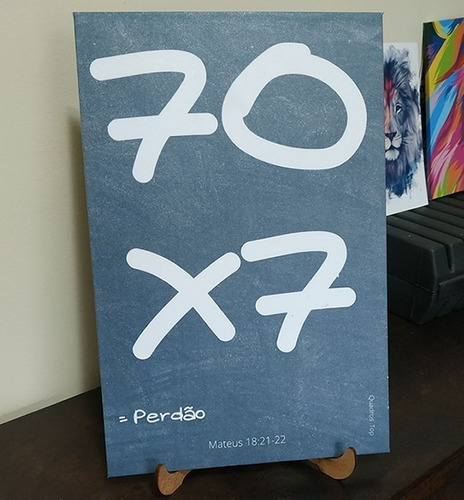 70
x7
= Perdão
Mateus 18:21-22
Quadros Top